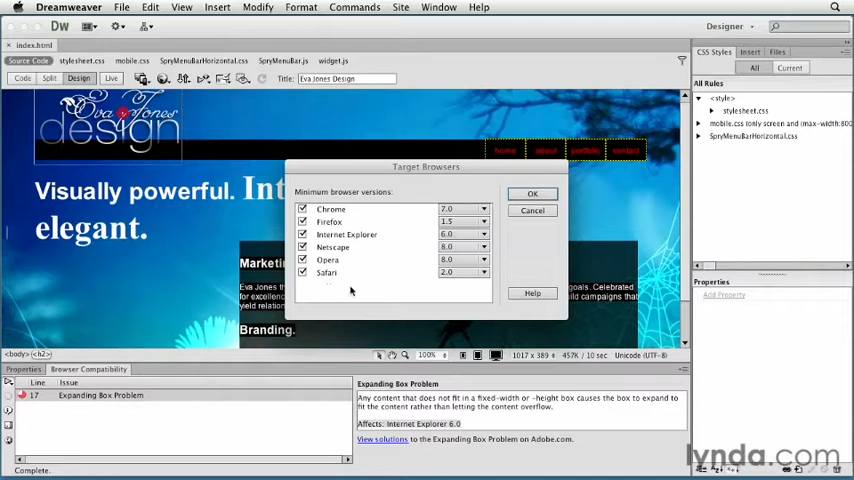 Dreamweaver File Edit View Insert Modify Format Commands Site Window Help
Dw Designer
index.html
Source Code stylesheet.css mobile.css SpryMenuBarHorizontal.css SpryMenuBar.js widget.js
Code Split Design Live Title: Eva Jones Design
CSS Styles Insert Files
All Current
All Rules
<style>
stylesheet.css
mobile.css (only screen and (max-width:800
SpryMenuBarHorizontal.css
Eva Jones
design
home about portfolio contact
Visually powerful. Int
elegant.
Target Browsers
Minimum browser versions:
Chrome 7.0
Firefox 1.5
Internet Explorer 6.0
Netscape 8.0
Opera 8.0
Safari 2.0
OK
Cancel
Help
Marketin
Eva Jones th
for excellenc
yield relation
goals. Celebrated
build campaigns that
Branding.
Properties
Add Property
<body> <h2> 100% 1017 x 389 457K / 10 sec Unicode (UTF-8)
Properties Browser Compatibility
Line Issue
17 Expanding Box Problem
Expanding Box Problem
Any content that does not fit in a fixed-width or -height box causes the box to expand to
fit the content rather than letting the content overflow.
Affects: Internet Explorer 6.0
View solutions to the Expanding Box Problem on Adobe.com.
Complete.
lynda.com